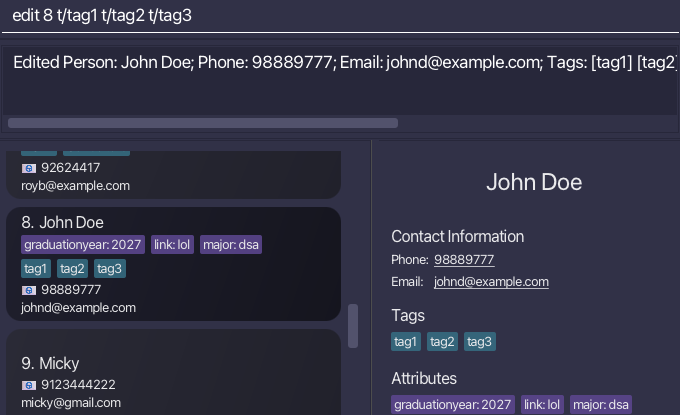 edit 8 t/tag1 t/tag2 t/tag3
Edited Person: John Doe; Phone: 98889777; Email: johnd@example.com; Tags: [tag1] [tag2]
92624417
royb@example.com
8. John Doe
graduationyear: 2027 link: lol major: dsa
tag1 tag2 tag3
98889777
johnd@example.com
9. Micky
9123444222
micky@gmail.com
John Doe
Contact Information
Phone: 98889777
Email: johnd@example.com
Tags
tag1 tag2 tag3
Attributes
graduationyear: 2027 link: lol major: dsa